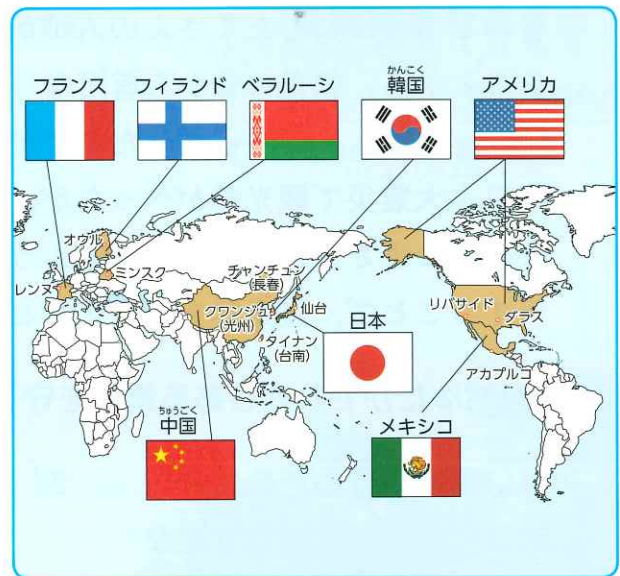 フランス
フィランド
ベラルーシ
かんこく
韓国
アメリカ
オウル
ミンスク
レンヌ
チャンチュン
(長春)
クワンジュ
(光州)
仙台
タイナン
(台南)
日本
リバサイド
ダラス
アカプルコ
ちゅうごく
中国
メキシコ